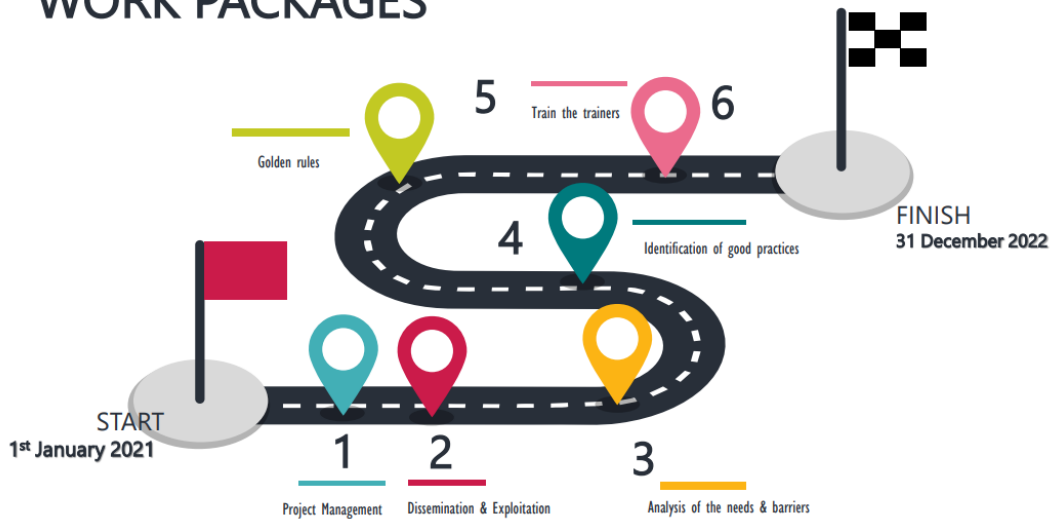 WORK PACKAGES
5
6
Train the trainers
Golden rules
FINISH
31 December 2022
4
Identification of good practices
START
1st January 2021
1
2
3
Project Management
Dissemination & Exploitation
Analysis of the needs & barriers